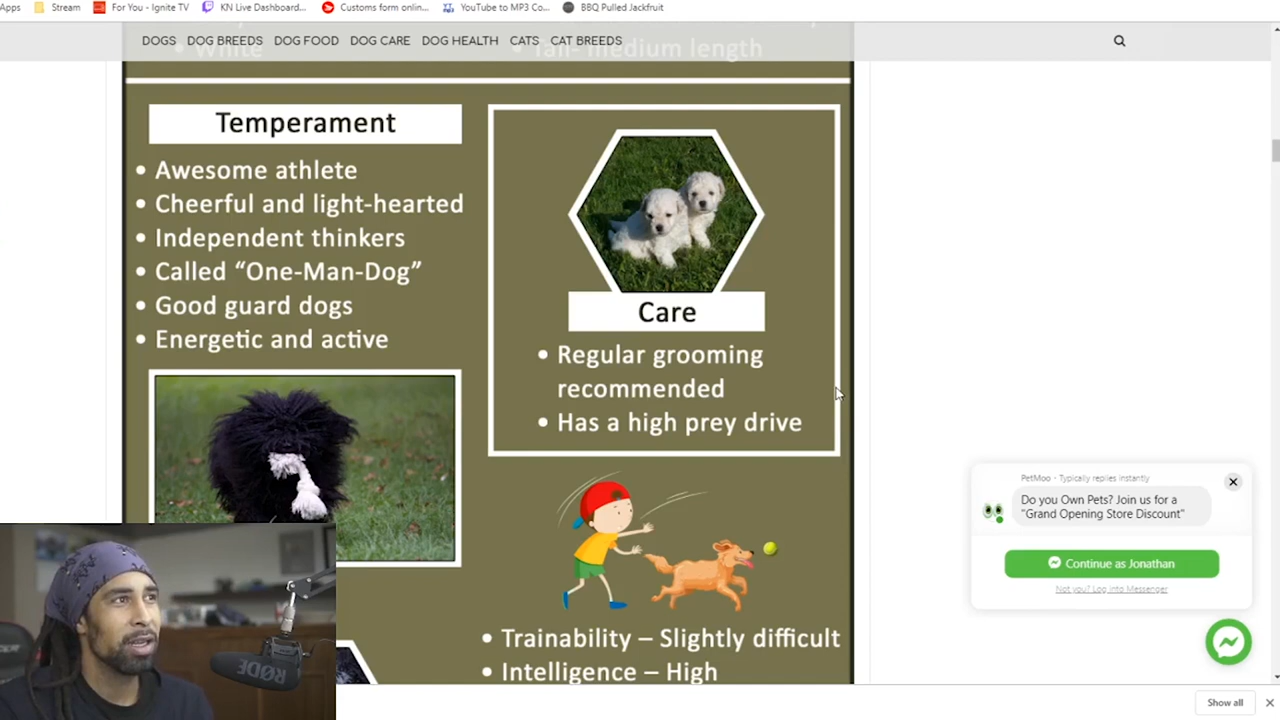 Apps
Stream
For You - Ignite TV
KN Live Dashboard...
Customs form onlin...
YouTube to MP3 Co...
BBQ Pulled Jackfruit
DOGS DOG BREEDS DOG FOOD DOG CARE DOG HEALTH CATS CAT BREEDS
• White
• Tail- medium length
Temperament
• Awesome athlete
• Cheerful and light-hearted
• Independent thinkers
• Called “One-Man-Dog”
• Good guard dogs
• Energetic and active
Care
• Regular grooming
recommended
• Has a high prey drive
• Trainability – Slightly difficult
• Intelligence – High
PetMoo · Typically replies instantly
Do you Own Pets? Join us for a
"Grand Opening Store Discount"
Continue as Jonathan
Not you? Log into Messenger
RØDE
Show all